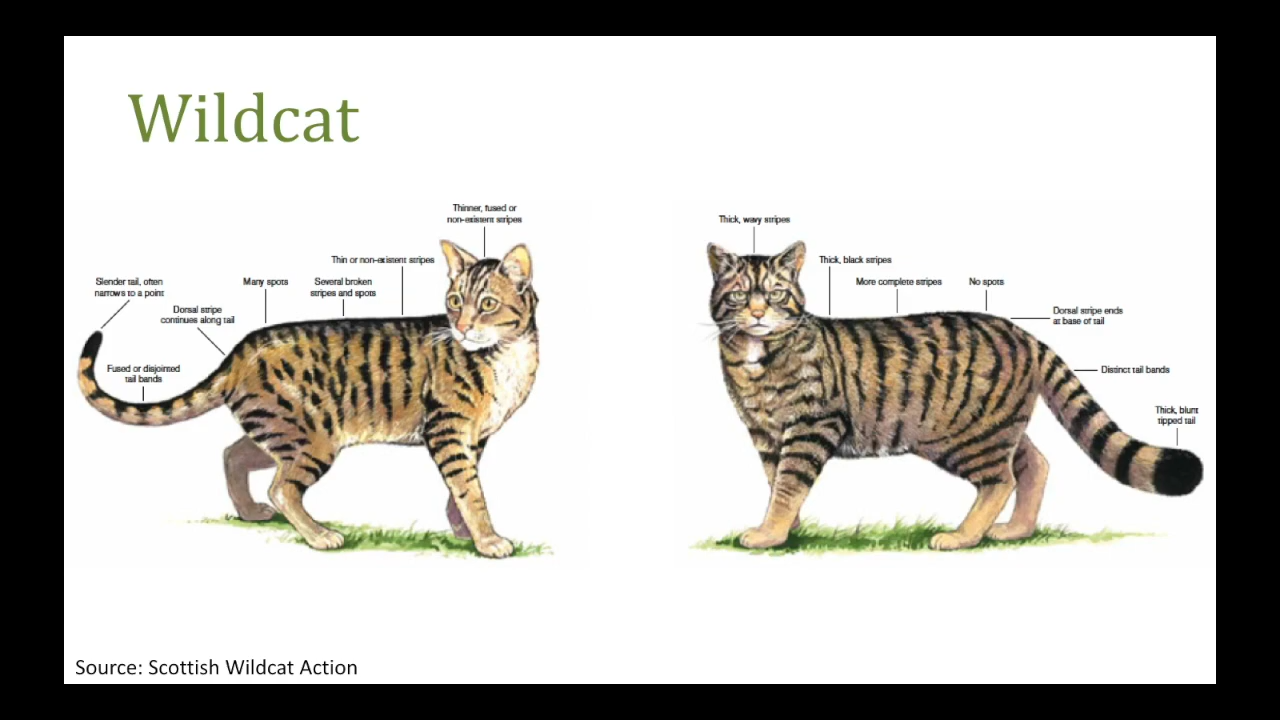 Wildcat
Thinner, fused or
non-existent stripes
Thin or non-existent stripes
Slender tail, often
narrows to a point
Many spots
Several broken
stripes and spots
Dorsal stripe
continues along tail
Fused or disjointed
tail bands
Thick, wavy stripes
Thick, black stripes
More complete stripes
No spots
Dorsal stripe ends
at base of tail
Distinct tail bands
Thick, blunt
tipped tail
Source: Scottish Wildcat Action